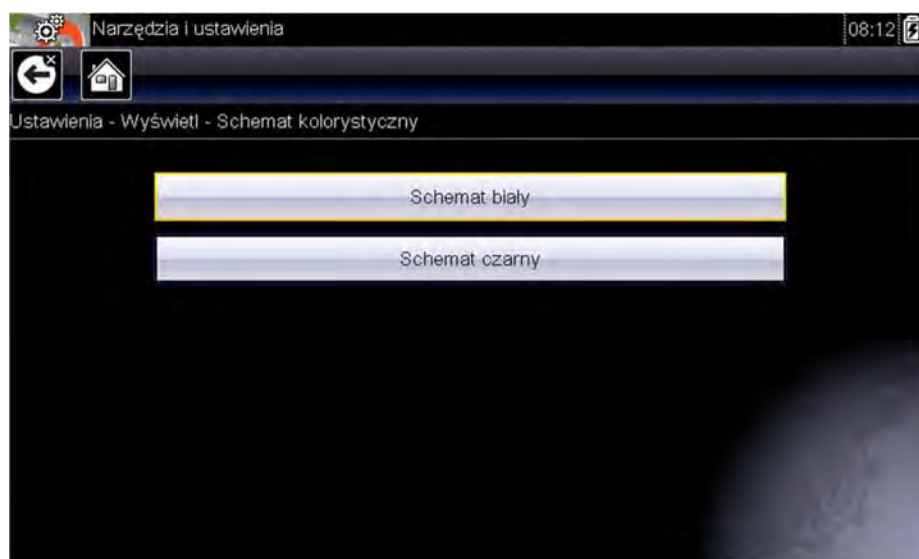 Narzędzia i ustawienia 08:12
Ustawienia - Wyświetl - Schemat kolorystyczny
Schemat biały
Schemat czarny